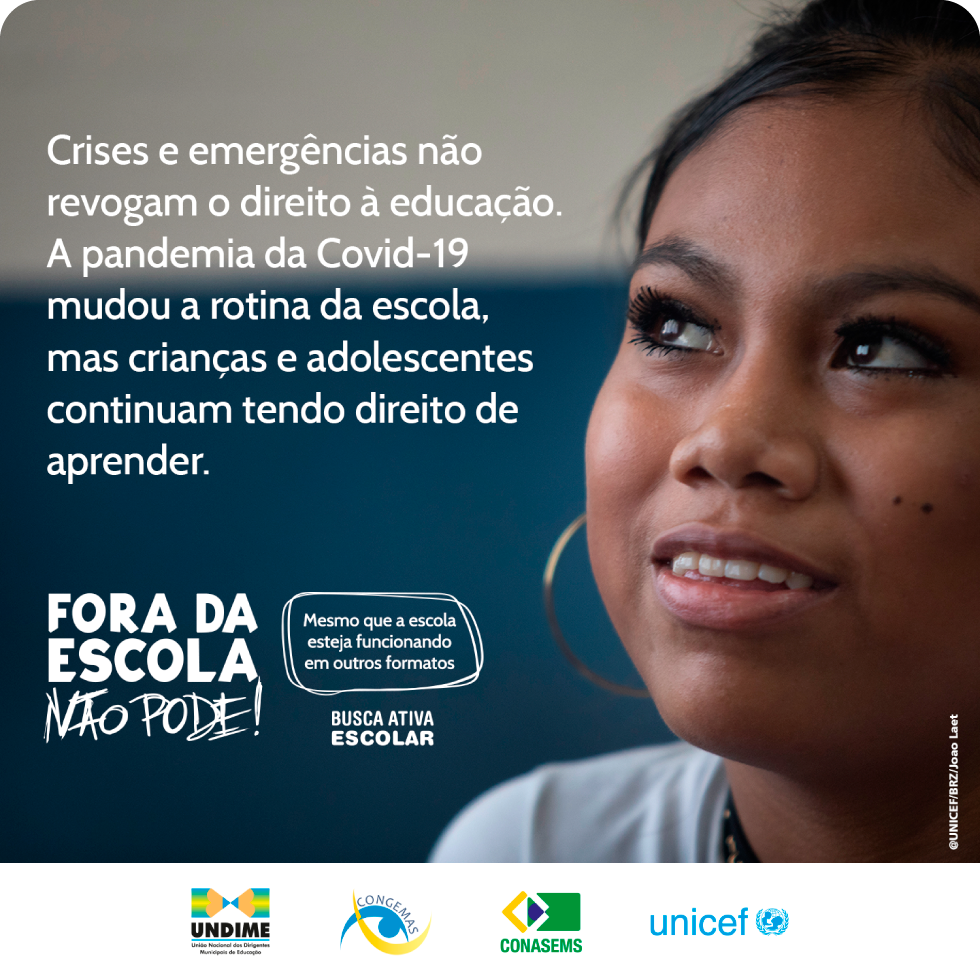 Crises e emergências não
revogam o direito à educação.
A pandemia da Covid-19
mudou a rotina da escola,
mas crianças e adolescentes
continuam tendo direito de
aprender.
FORA DA
ESCOLA
NÃO PODE!
Mesmo que a escola
esteja funcionando
em outros formatos
BUSCA ATIVA
ESCOLAR
@UNICEF/BRZ/Joao Laet
UNDIME
União Nacional dos Dirigentes
Municipais de Educação
CONGEMAS
CONASEMS
unicef